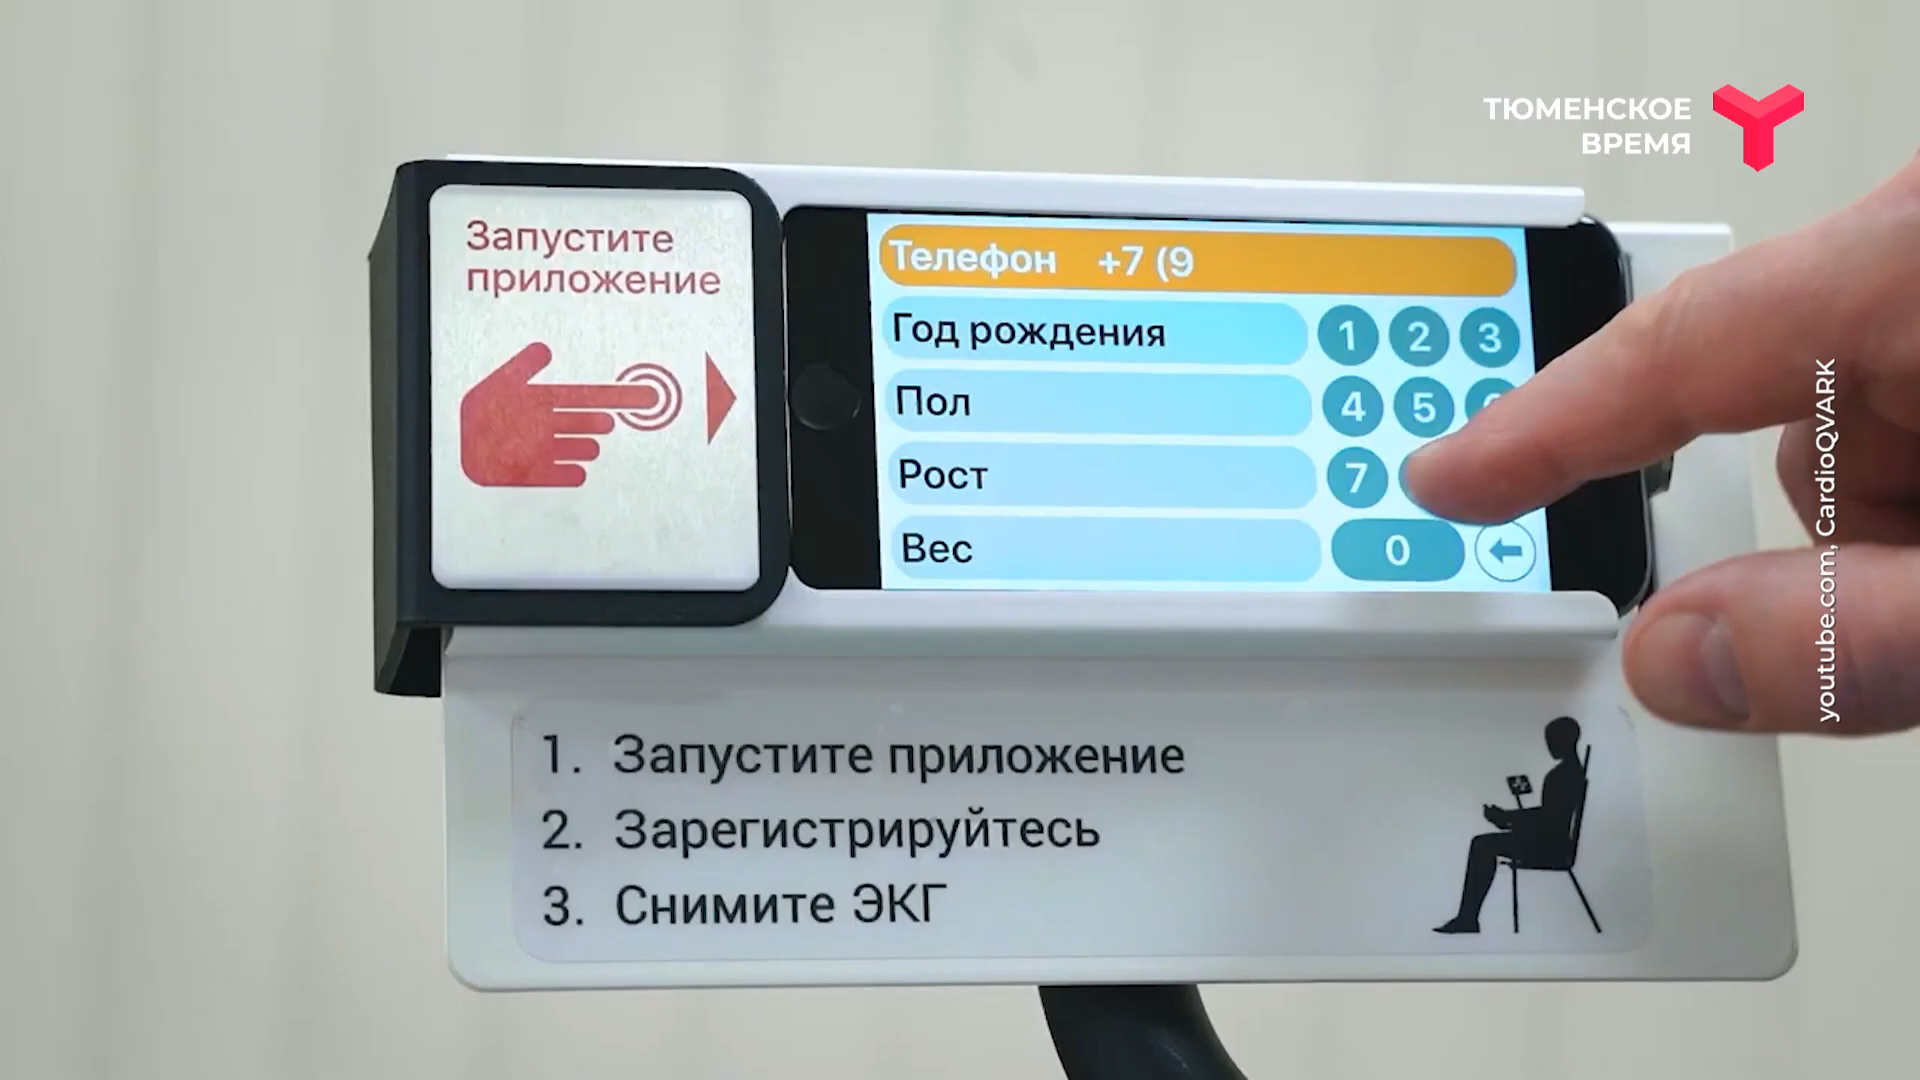 ТЮМЕНСКОЕ
ВРЕМЯ
Запустите
приложение
Телефон +7 (9
Год рождения
Пол
Рост
Вес
1 2 3
4 5
7
0
1. Запустите приложение
2. Зарегистрируйтесь
3. Снимите ЭКГ
youtube.com, CardioQVARK